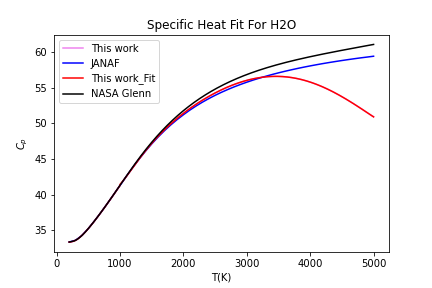 Specific Heat Fit For H2O
This work
JANAF
This work_Fit
NASA Glenn
60
55
50
45
40
35
C_p
0
1000
2000
3000
4000
5000
T(K)